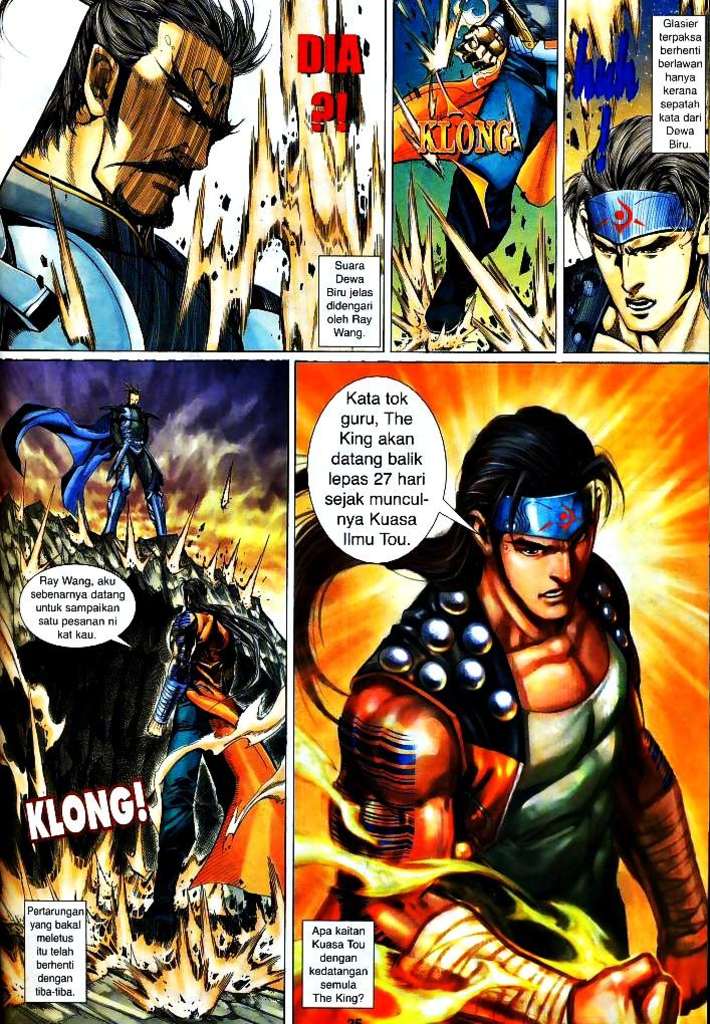 DIA
?!
Suara
Dewa
Biru jelas
didengari
oleh Ray
Wang.
KLONG
huh
!
Glasier
terpaksa
berhenti
berlawan
hanya
kerana
sepatah
kata dari
Dewa
Biru.
Ray Wang, aku
sebenarnya datang
untuk sampaikan
satu pesanan ni
kat kau.
KLONG!
Pertarungan
yang bakal
meletus
itu telah
berhenti
dengan
tiba-tiba.
Kata tok
guru, The
King akan
datang balik
lepas 27 hari
sejak muncul-
nya Kuasa
Ilmu Tou.
Apa kaitan
Kuasa Tou
dengan
kedatangan
semula
The King?